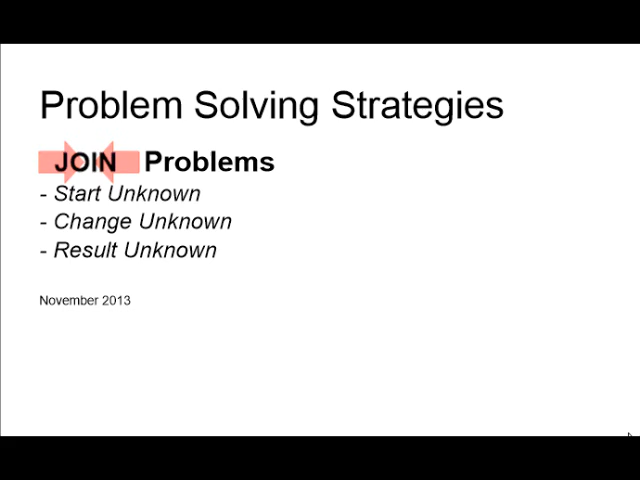 Problem Solving Strategies
JOIN Problems
- Start Unknown
- Change Unknown
- Result Unknown
November 2013